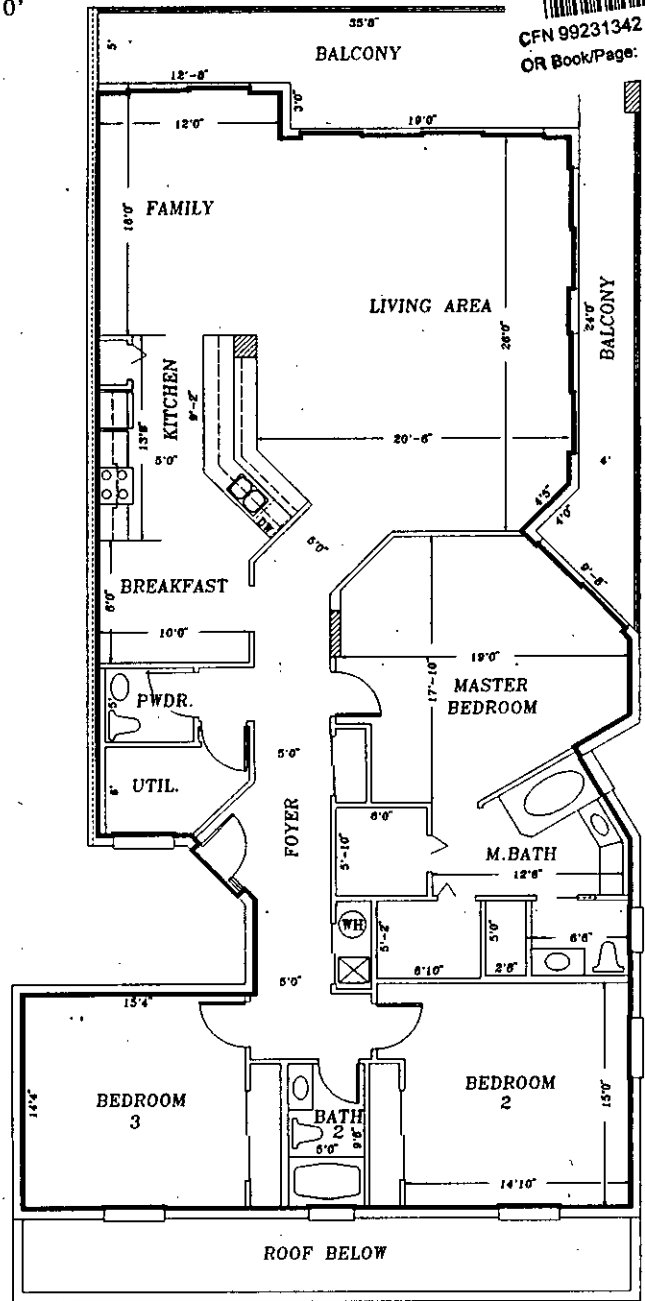 0'
CFN 99231342
OR Book/Page:
35'8"
5'
BALCONY
12'-8"
3'0"
12'0"
19'0"
FAMILY
16'0"
LIVING AREA
26'0"
24'0"
BALCONY
KITCHEN
9'-2"
13'8"
5'0"
20'-6"
4'
DW.
4'5"
4'0"
5'0"
9'-8"
BREAKFAST
6'0"
10'0"
19'0"
17'-10"
MASTER
BEDROOM
PWDR.
5'
5'0"
UTIL.
6'
FOYER
6'0"
5'-10"
M.BATH
12'6"
WH
5'-2"
5'0"
6'6"
6'10"
2'6"
5'0"
15'4"
BEDROOM
3
14'4"
BATH
2
9'6"
5'0"
BEDROOM
2
15'0"
14'10"
ROOF BELOW